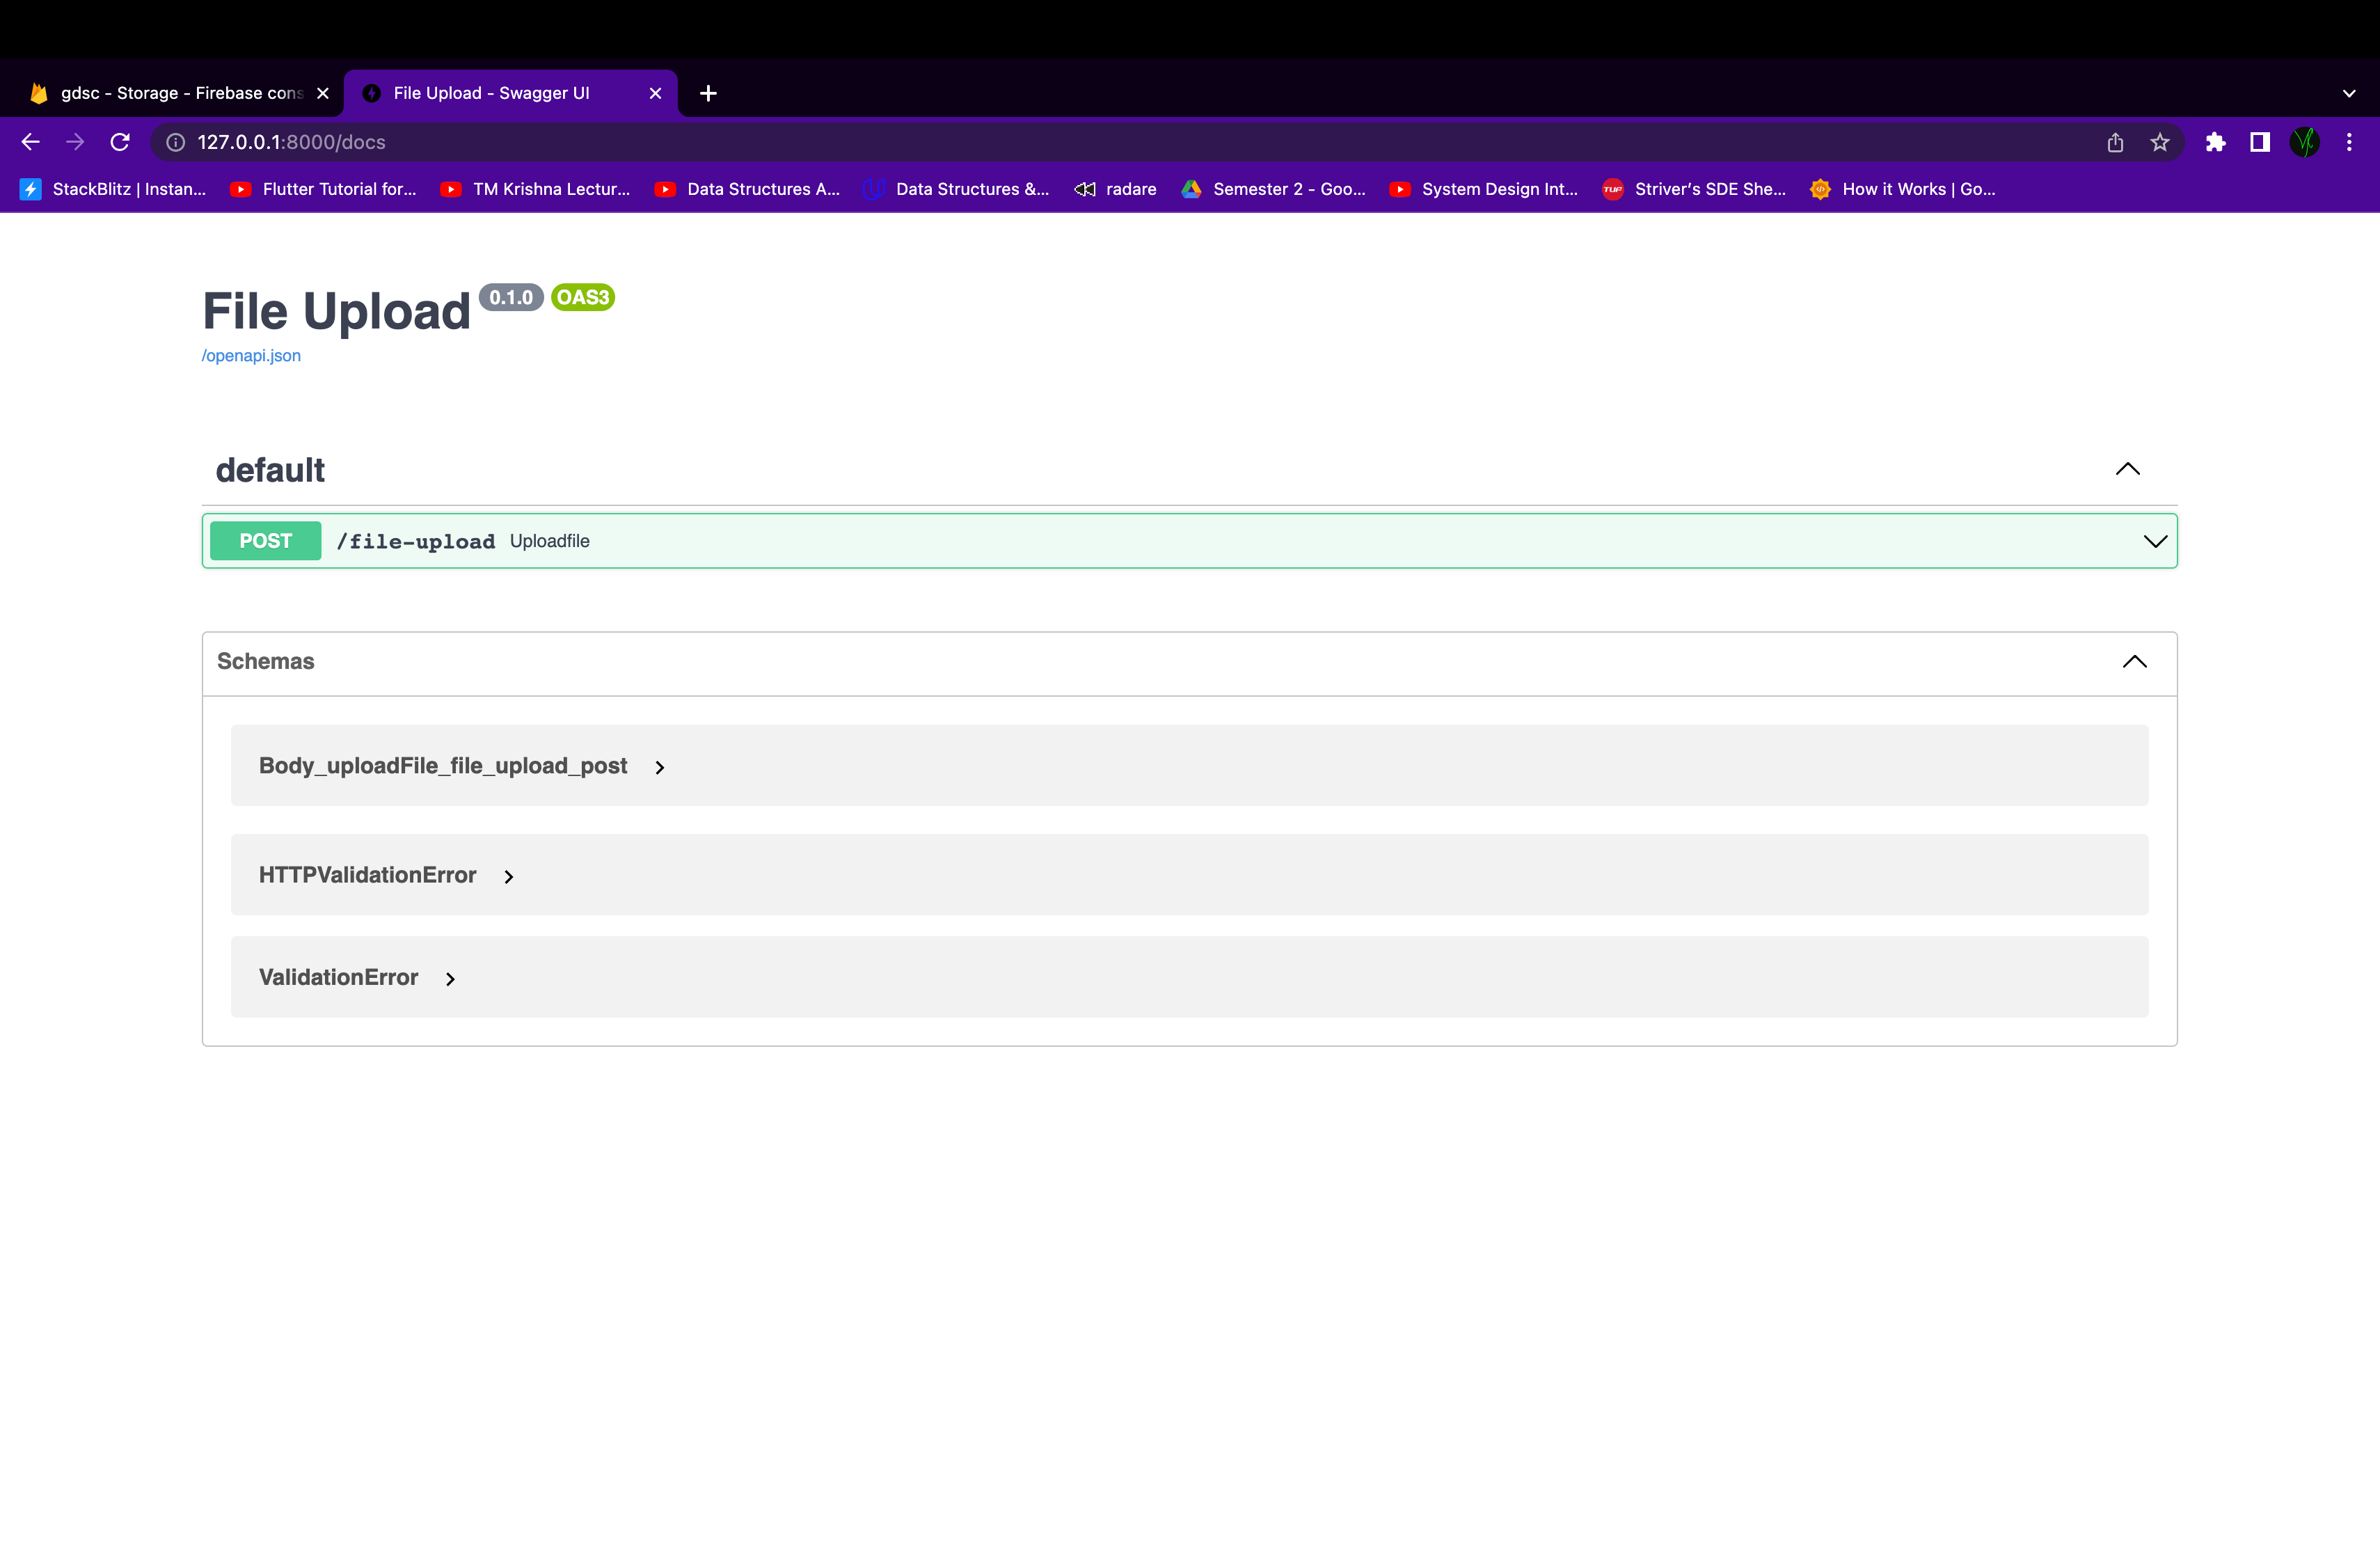 gdsc - Storage - Firebase cons
File Upload - Swagger UI
127.0.0.1:8000/docs
StackBlitz | Instan...
Flutter Tutorial for...
TM Krishna Lectur...
Data Structures A...
Data Structures &...
radare
Semester 2 - Goo...
System Design Int...
TUF
Striver's SDE She...
How it Works | Go...
File Upload 0.1.0 OAS3
/openapi.json
default
POST /file-upload Uploadfile
Schemas
Body_uploadFile_file_upload_post
HTTPValidationError
ValidationError